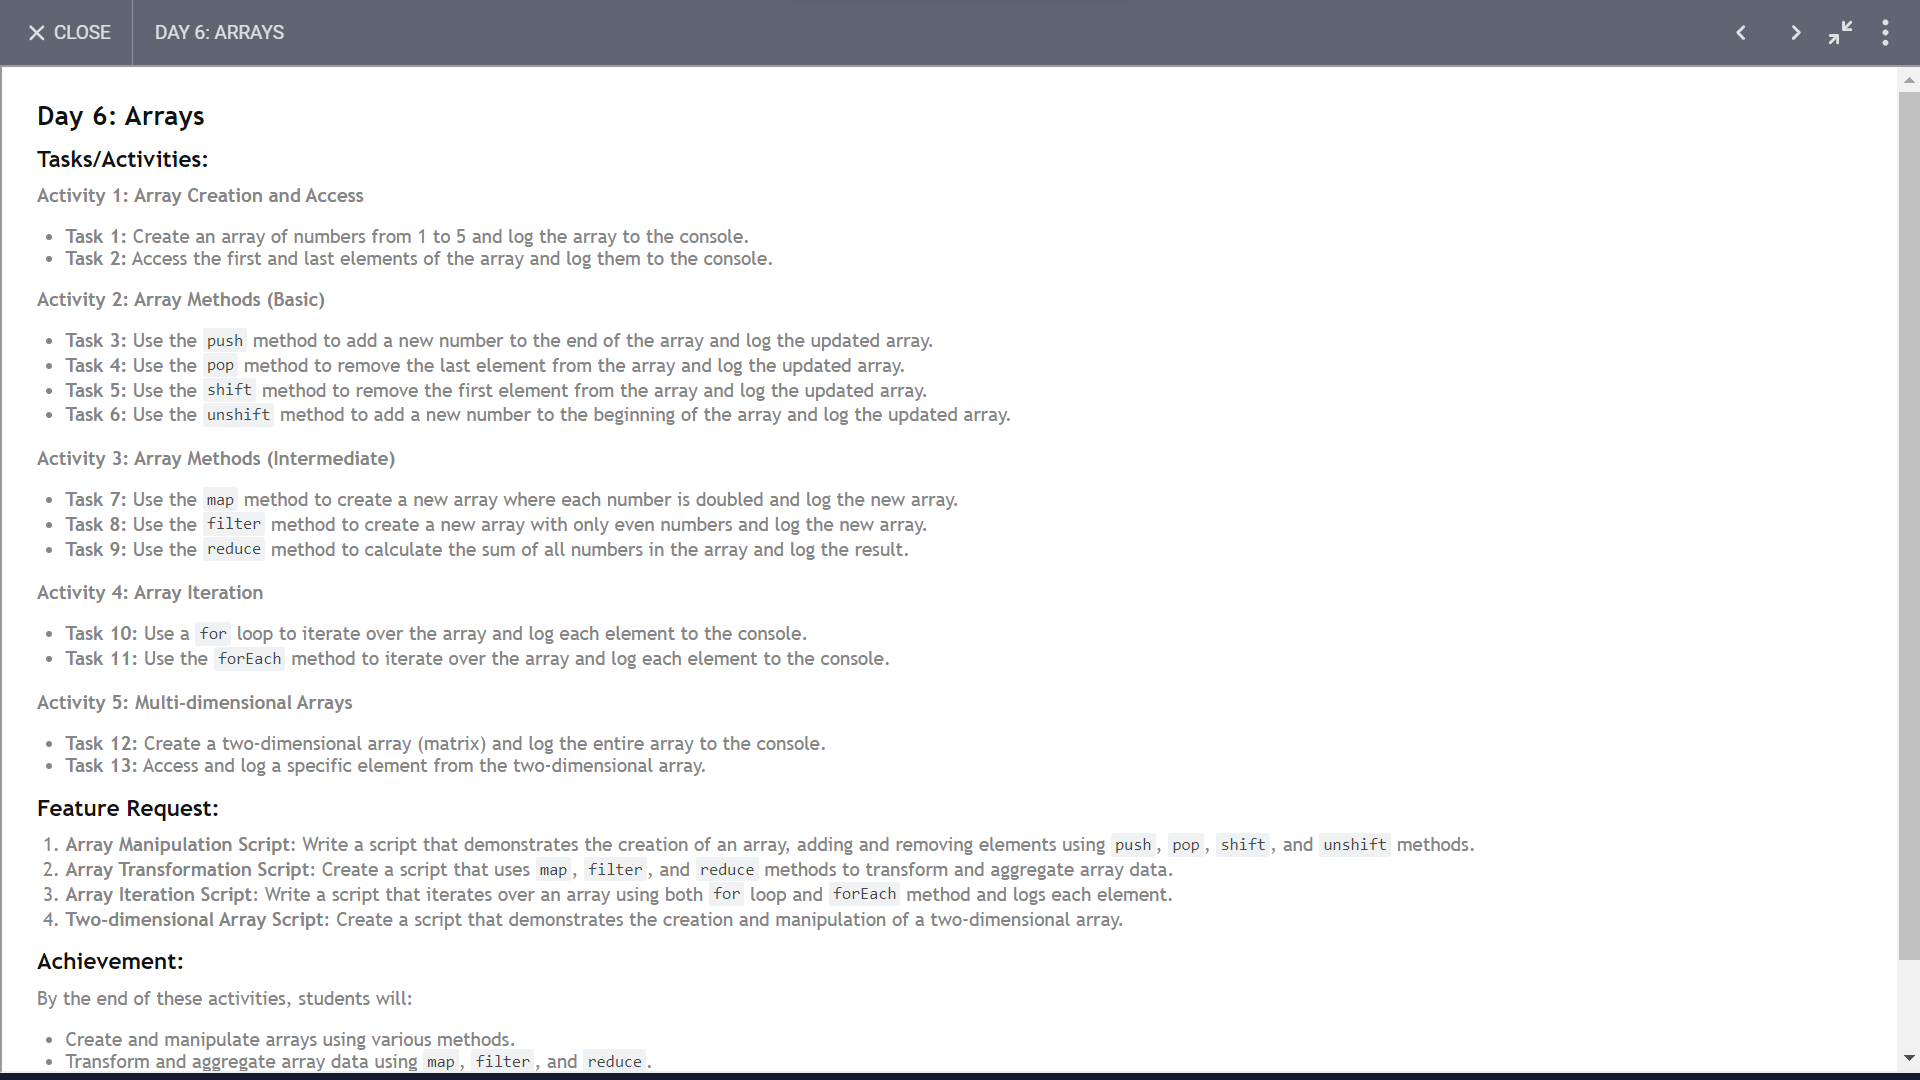 CLOSE
DAY 6: ARRAYS
Day 6: Arrays
Tasks/Activities:
Activity 1: Array Creation and Access
• Task 1: Create an array of numbers from 1 to 5 and log the array to the console.
• Task 2: Access the first and last elements of the array and log them to the console.
Activity 2: Array Methods (Basic)
• Task 3: Use the push method to add a new number to the end of the array and log the updated array.
• Task 4: Use the pop method to remove the last element from the array and log the updated array.
• Task 5: Use the shift method to remove the first element from the array and log the updated array.
• Task 6: Use the unshift method to add a new number to the beginning of the array and log the updated array.
Activity 3: Array Methods (Intermediate)
• Task 7: Use the map method to create a new array where each number is doubled and log the new array.
• Task 8: Use the filter method to create a new array with only even numbers and log the new array.
• Task 9: Use the reduce method to calculate the sum of all numbers in the array and log the result.
Activity 4: Array Iteration
• Task 10: Use a for loop to iterate over the array and log each element to the console.
• Task 11: Use the forEach method to iterate over the array and log each element to the console.
Activity 5: Multi-dimensional Arrays
• Task 12: Create a two-dimensional array (matrix) and log the entire array to the console.
• Task 13: Access and log a specific element from the two-dimensional array.
Feature Request:
1. Array Manipulation Script: Write a script that demonstrates the creation of an array, adding and removing elements using push, pop, shift, and unshift methods.
2. Array Transformation Script: Create a script that uses map, filter, and reduce methods to transform and aggregate array data.
3. Array Iteration Script: Write a script that iterates over an array using both for loop and forEach method and logs each element.
4. Two-dimensional Array Script: Create a script that demonstrates the creation and manipulation of a two-dimensional array.
Achievement:
By the end of these activities, students will:
• Create and manipulate arrays using various methods.
• Transform and aggregate array data using map, filter, and reduce.